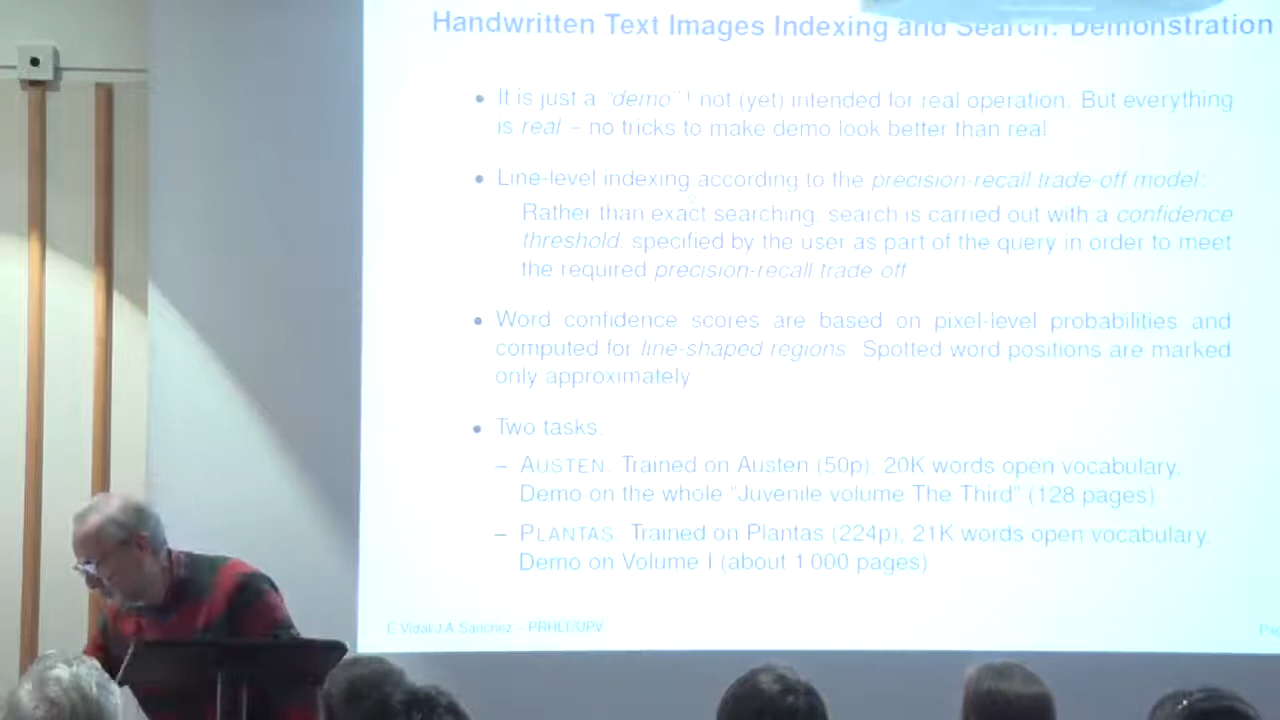 Handwritten Text Images Indexing and Search: Demonstration
• It is just a "demo" ! not (yet) intended for real operation. But everything
is real – no tricks to make demo look better than real
• Line-level indexing according to the precision-recall trade-off model:
Rather than exact searching, search is carried out with a confidence
threshold, specified by the user as part of the query in order to meet
the required precision-recall trade off
• Word confidence scores are based on pixel-level probabilities and
computed for line-shaped regions. Spotted word positions are marked
only approximately
• Two tasks:
– AUSTEN: Trained on Austen (50p), 20K words open vocabulary.
Demo on the whole "Juvenile volume The Third" (128 pages)
– PLANTAS: Trained on Plantas (224p), 21K words open vocabulary.
Demo on Volume I (about 1 000 pages)
E.Vidal/J.A.Sánchez – PRHLT/UPV